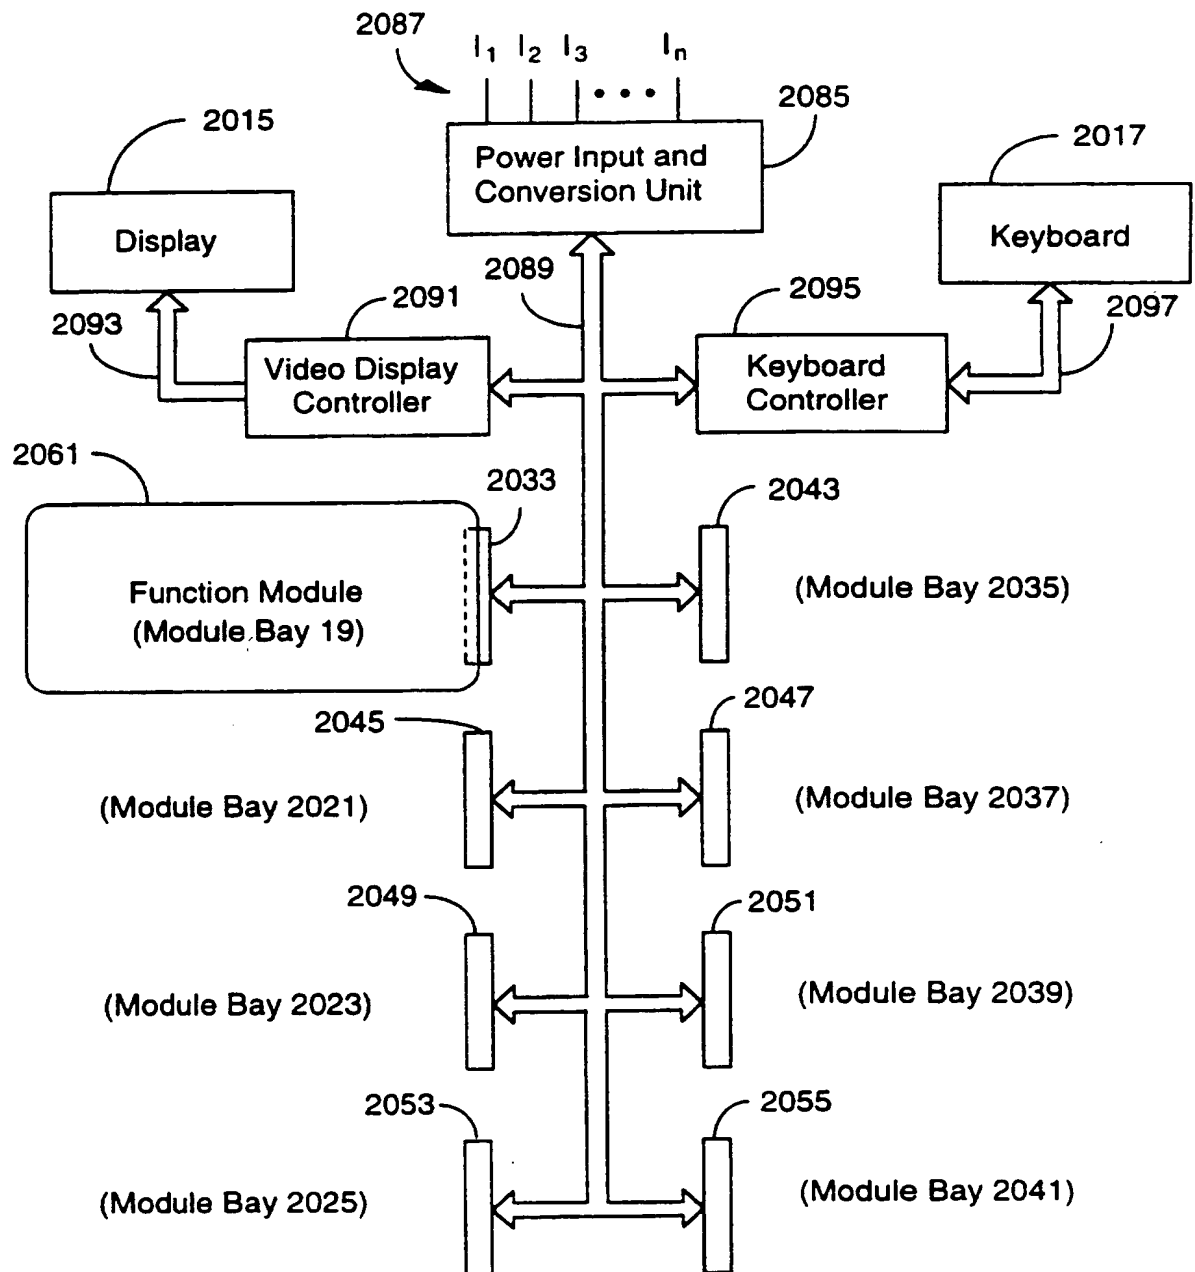 2087
I1 I2 I3 • • • In
2085
2015
2017
Power Input and
Conversion Unit
Display
Keyboard
2089
2091
2095
2093
2097
Video Display
Controller
Keyboard
Controller
2061
2033
2043
Function Module
(Module Bay 19)
(Module Bay 2035)
2045
2047
(Module Bay 2021)
(Module Bay 2037)
2049
2051
(Module Bay 2023)
(Module Bay 2039)
2053
2055
(Module Bay 2025)
(Module Bay 2041)